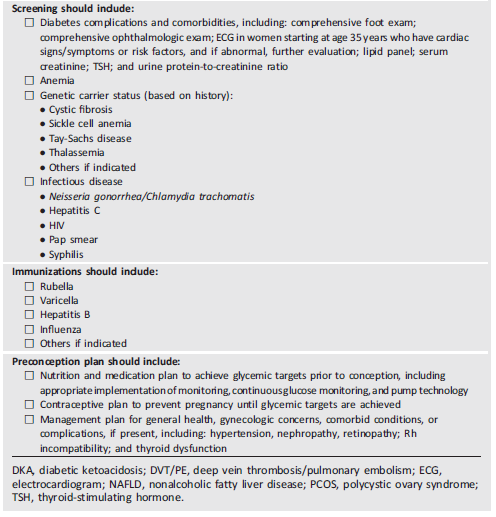 Screening should include:
☐ Diabetes complications and comorbidities, including: comprehensive foot exam;
comprehensive ophthalmologic exam; ECG in women starting at age 35 years who have cardiac
signs/symptoms or risk factors, and if abnormal, further evaluation; lipid panel; serum
creatinine; TSH; and urine protein-to-creatinine ratio
☐ Anemia
☐ Genetic carrier status (based on history):
• Cystic fibrosis
• Sickle cell anemia
• Tay-Sachs disease
• Thalassemia
• Others if indicated
☐ Infectious disease
• Neisseria gonorrhea/Chlamydia trachomatis
• Hepatitis C
• HIV
• Pap smear
• Syphilis
Immunizations should include:
☐ Rubella
☐ Varicella
☐ Hepatitis B
☐ Influenza
☐ Others if indicated
Preconception plan should include:
☐ Nutrition and medication plan to achieve glycemic targets prior to conception, including
appropriate implementation of monitoring, continuous glucose monitoring, and pump technology
☐ Contraceptive plan to prevent pregnancy until glycemic targets are achieved
☐ Management plan for general health, gynecologic concerns, comorbid conditions, or
complications, if present, including: hypertension, nephropathy, retinopathy; Rh
incompatibility; and thyroid dysfunction
DKA, diabetic ketoacidosis; DVT/PE, deep vein thrombosis/pulmonary embolism; ECG,
electrocardiogram; NAFLD, nonalcoholic fatty liver disease; PCOS, polycystic ovary syndrome;
TSH, thyroid-stimulating hormone.